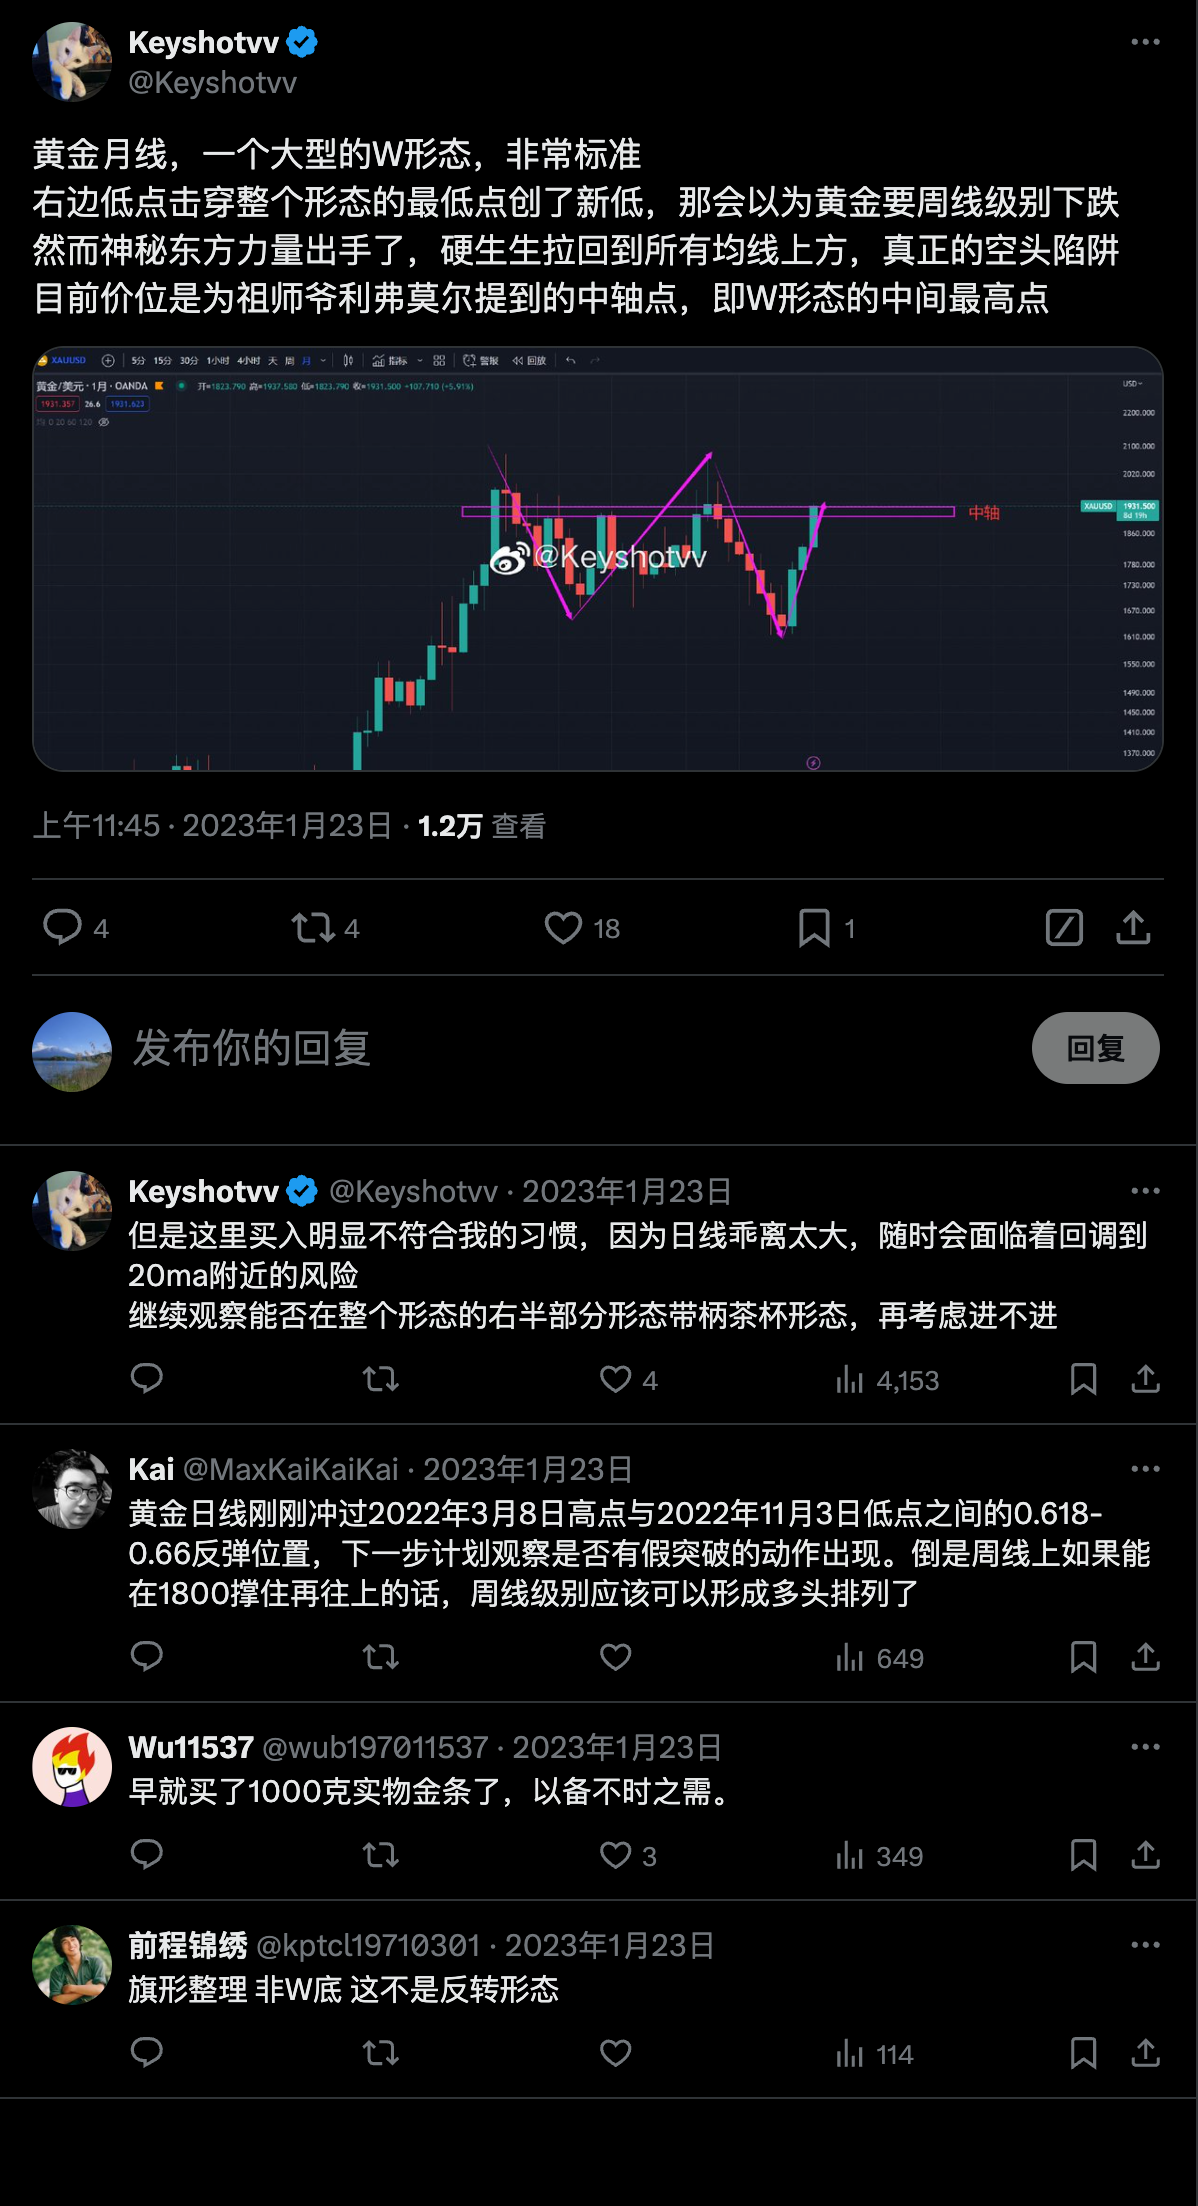 Keyshotvv
@Keyshotvv
黄金月线，一个大型的W形态，非常标准
右边低点击穿整个形态的最低点创了新低，那会以为黄金要周线级别下跌
然而神秘东方力量出手了，硬生生拉回到所有均线上方，真正的空头陷阱
目前价位是为祖师爷利弗莫尔提到的中轴点，即W形态的中间最高点
XAUUSD 5分 15分 30分 1小时 4小时 天 周 月 指标 警报 回放
黄金/美元·1月·OANDA 开=1823.790 高=1937.580 低=1823.790 收=1931.500 +107.710 (+5.91%)
USD
1931.357 26.6 1931.623
均 0 20 60 120
2200.000
2100.000
2020.000
XAUUSD 1931.500
8d 19h
中轴
1860.000
@Keyshotvv
1780.000
1730.000
1670.000
1610.000
1550.000
1490.000
1450.000
1410.000
1370.000
上午11:45 · 2023年1月23日 · 1.2万 查看
4 4 18 1
发布你的回复
回复
Keyshotvv @Keyshotvv · 2023年1月23日
但是这里买入明显不符合我的习惯，因为日线乖离太大，随时会面临着回调到
20ma附近的风险
继续观察能否在整个形态的右半部分形态带柄茶杯形态，再考虑进不进
4 4,153
Kai @MaxKaiKaiKai · 2023年1月23日
黄金日线刚刚冲过2022年3月8日高点与2022年11月3日低点之间的0.618-
0.66反弹位置，下一步计划观察是否有假突破的动作出现。倒是周线上如果能
在1800撑住再往上的话，周线级别应该可以形成多头排列了
649
Wu11537 @wub197011537 · 2023年1月23日
早就买了1000克实物金条了，以备不时之需。
3 349
前程锦绣 @kptcl19710301 · 2023年1月23日
旗形整理 非W底 这不是反转形态
114